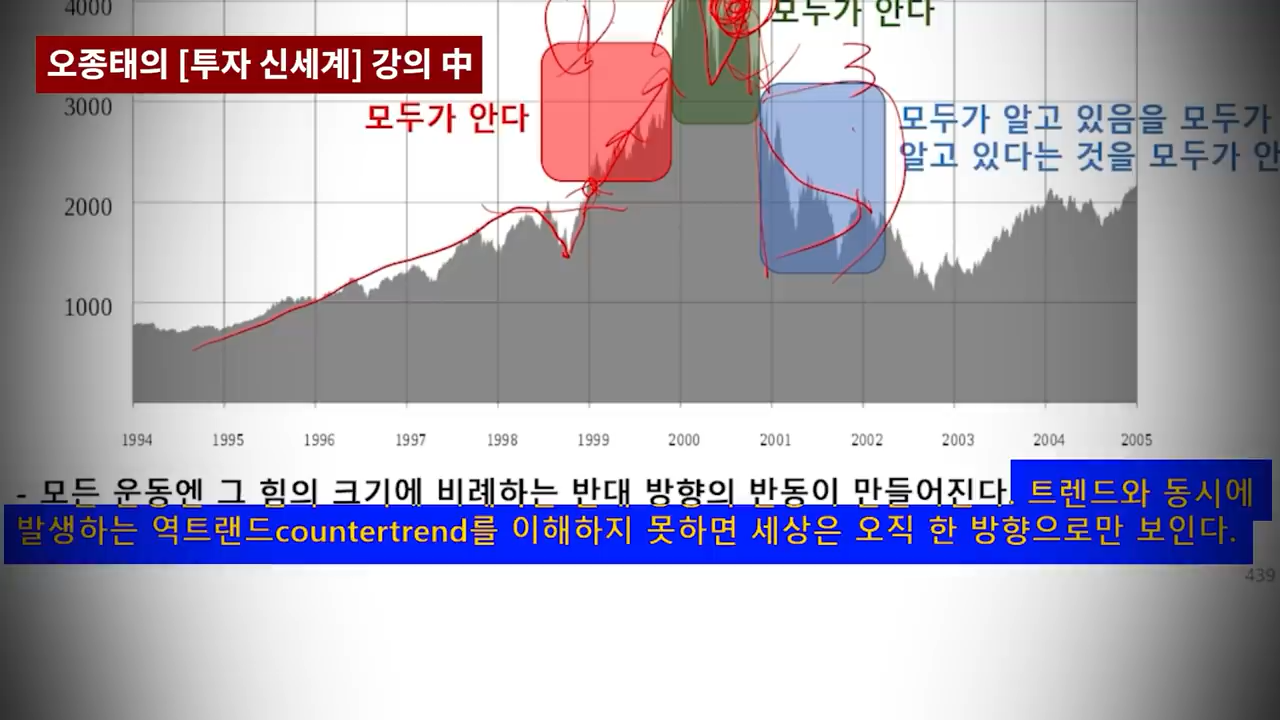 4000
모두가 안다
오종태의 [투자 신세계] 강의 中
3
3000
모두가 안다
모두가 알고 있음을 모두가
알고 있다는 것을 모두가 안
2000
1000
1994 1995 1996 1997 1998 1999 2000 2001 2002 2003 2004 2005
- 모든 운동엔 그 힘의 크기에 비례하는 반대 방향의 반동이 만들어진다. 트렌드와 동시에
발생하는 역트랜드countertrend를 이해하지 못하면 세상은 오직 한 방향으로만 보인다.
439